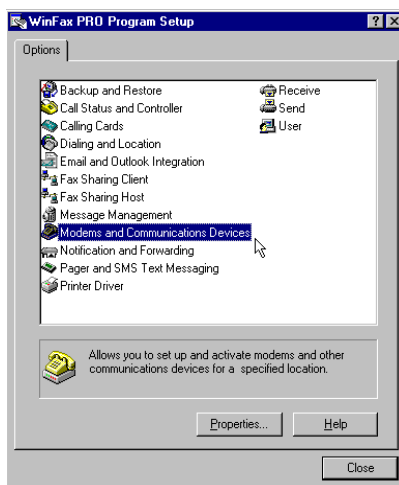 WinFax PRO Program Setup
Options
Backup and Restore
Call Status and Controller
Calling Cards
Dialing and Location
Email and Outlook Integration
Fax Sharing Client
Fax Sharing Host
Message Management
Modems and Communications Devices
Notification and Forwarding
Pager and SMS Text Messaging
Printer Driver
Receive
Send
User
Allows you to set up and activate modems and other
communications devices for a specified location.
Properties...
Help
Close